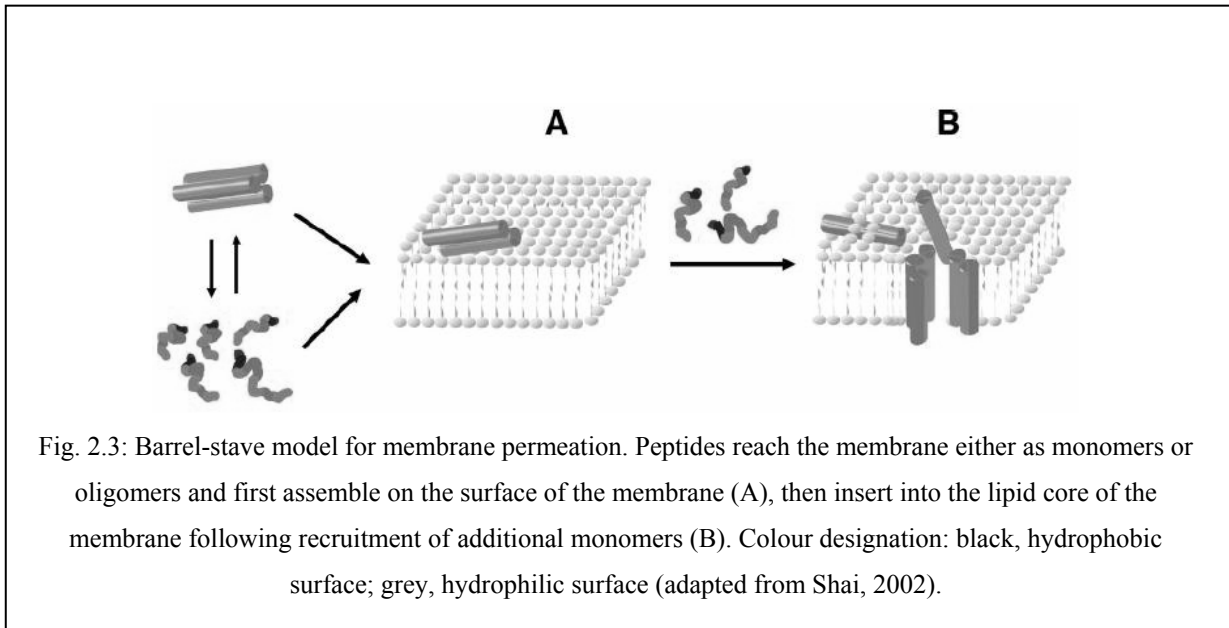 A
B
Fig. 2.3: Barrel-stave model for membrane permeation. Peptides reach the membrane either as monomers or
oligomers and first assemble on the surface of the membrane (A), then insert into the lipid core of the
membrane following recruitment of additional monomers (B). Colour designation: black, hydrophobic
surface; grey, hydrophilic surface (adapted from Shai, 2002).